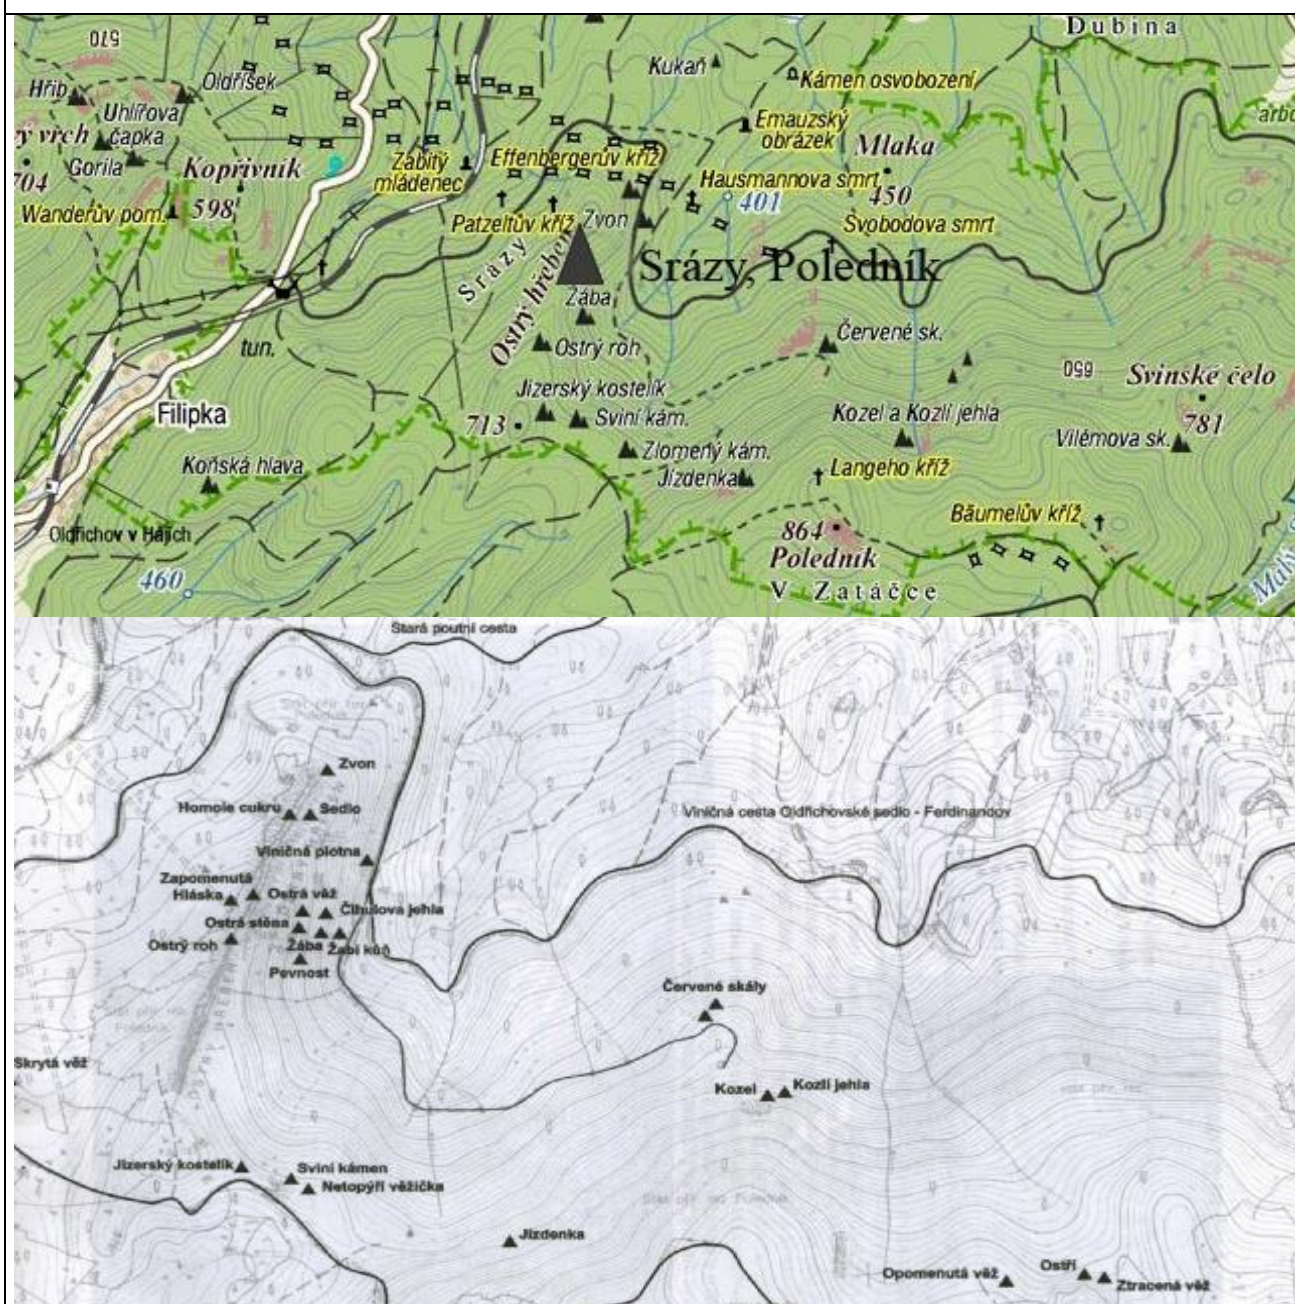 Dubina
570
Kukaň
Kámen osvobození
Oldříšek
Hřib
Uhlířova
čapka
ý vřch
Gorila
704
Kopřivník
598
Wanderův pom.
Zabitý
mládenec
Effenbergerův kříž
Emauzský
obrázek
Mlaka
450
Hausmannova smrt
401
Svobodova smrt
Patzeltův kříž
Zvon
Srázy
Ostrý hřeben
Srázy, Poledník
Žába
Ostrý roh
Červené sk.
tun.
650
Svinské čelo
781
Filipka
Jizerský kostelík
713
Sviní kám.
Kozel a Kozlí jehla
Vilémova sk.
Zlomený kám.
Koňská hlava
Jízdenka
Langeho kříž
Bäumelův kříž
Oldřichov v Hájích
864
Poledník
460
V Zatáčce
Malý
Stará poutní cesta
Zvon
Homole cukru
Sedlo
Viničná cesta Oldřichovské sedlo - Ferdinandov
Viničná plotna
Zapomenutá
Hláska
Ostrá věž
Čihulova jehla
Ostrá stěna
Ostrý roh
Žába
Žabí kůň
Pevnost
OSTRÝ HŘEBEN
Červené skály
Skrytá věž
Kozel
Kozlí jehla
Jizerský kostelík
Sviní kámen
Netopýří věžička
Jízdenka
Opomenutá věž
Ostří
Ztracená věž